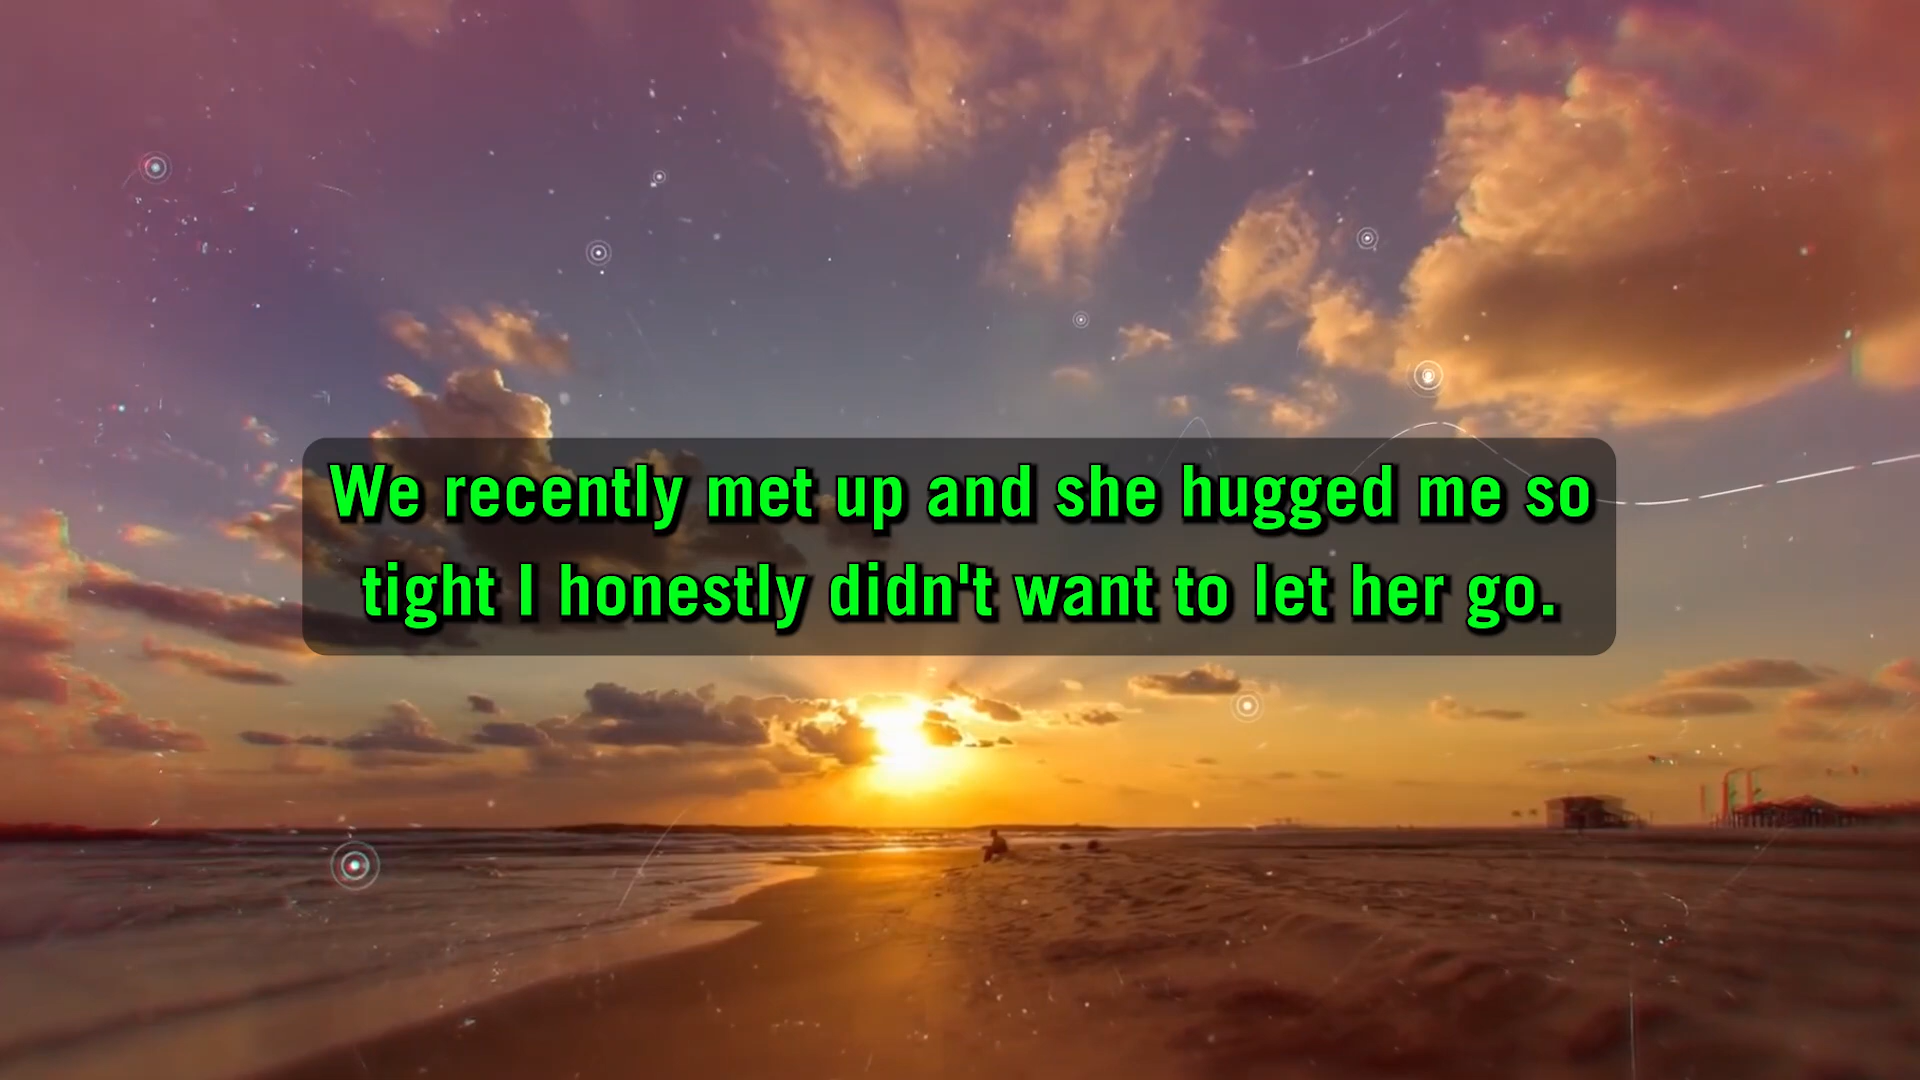 We recently met up and she hugged me so
tight I honestly didn't want to let her go.